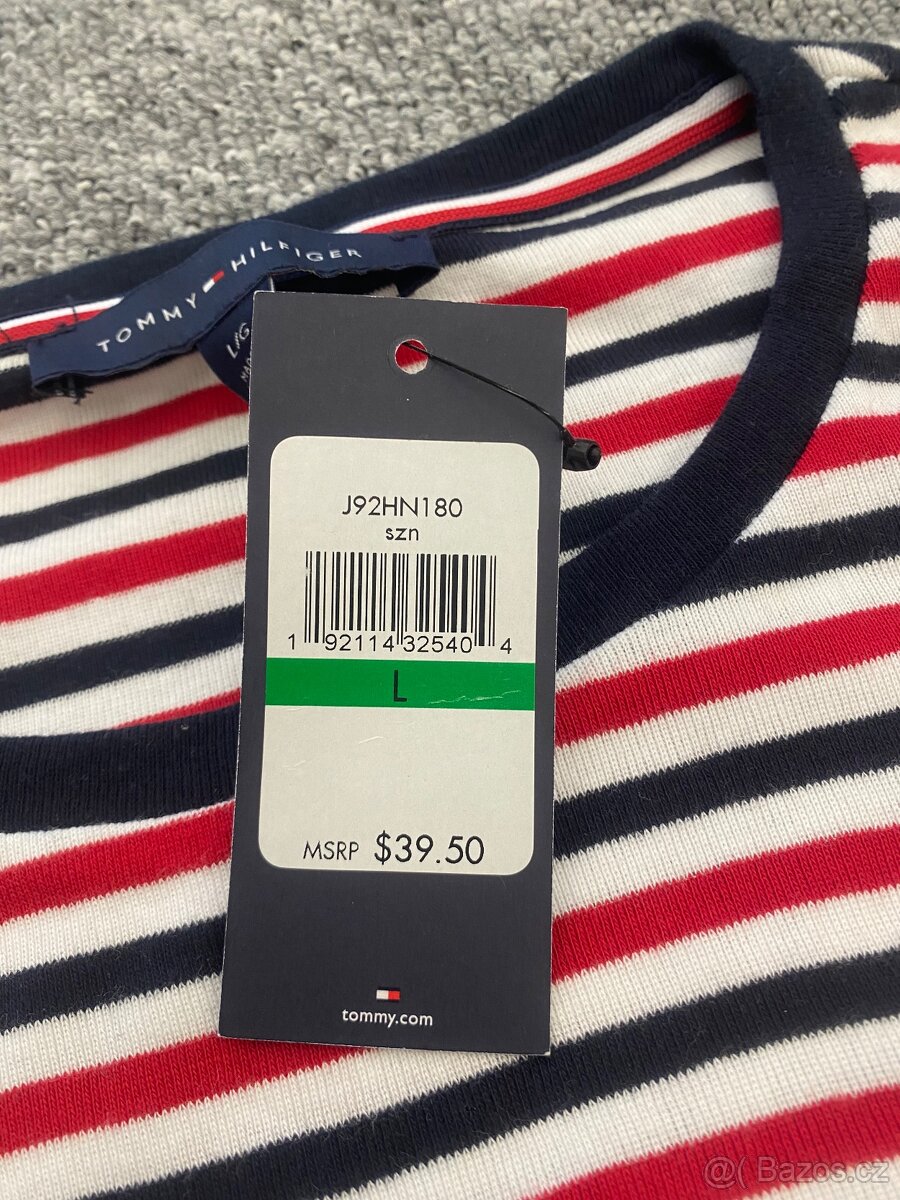 TOMMY HILFIGER
L/G
J92HN180
szn
1 92114 32540 4
L
MSRP $39.50
tommy.com
@( Bazos.cz